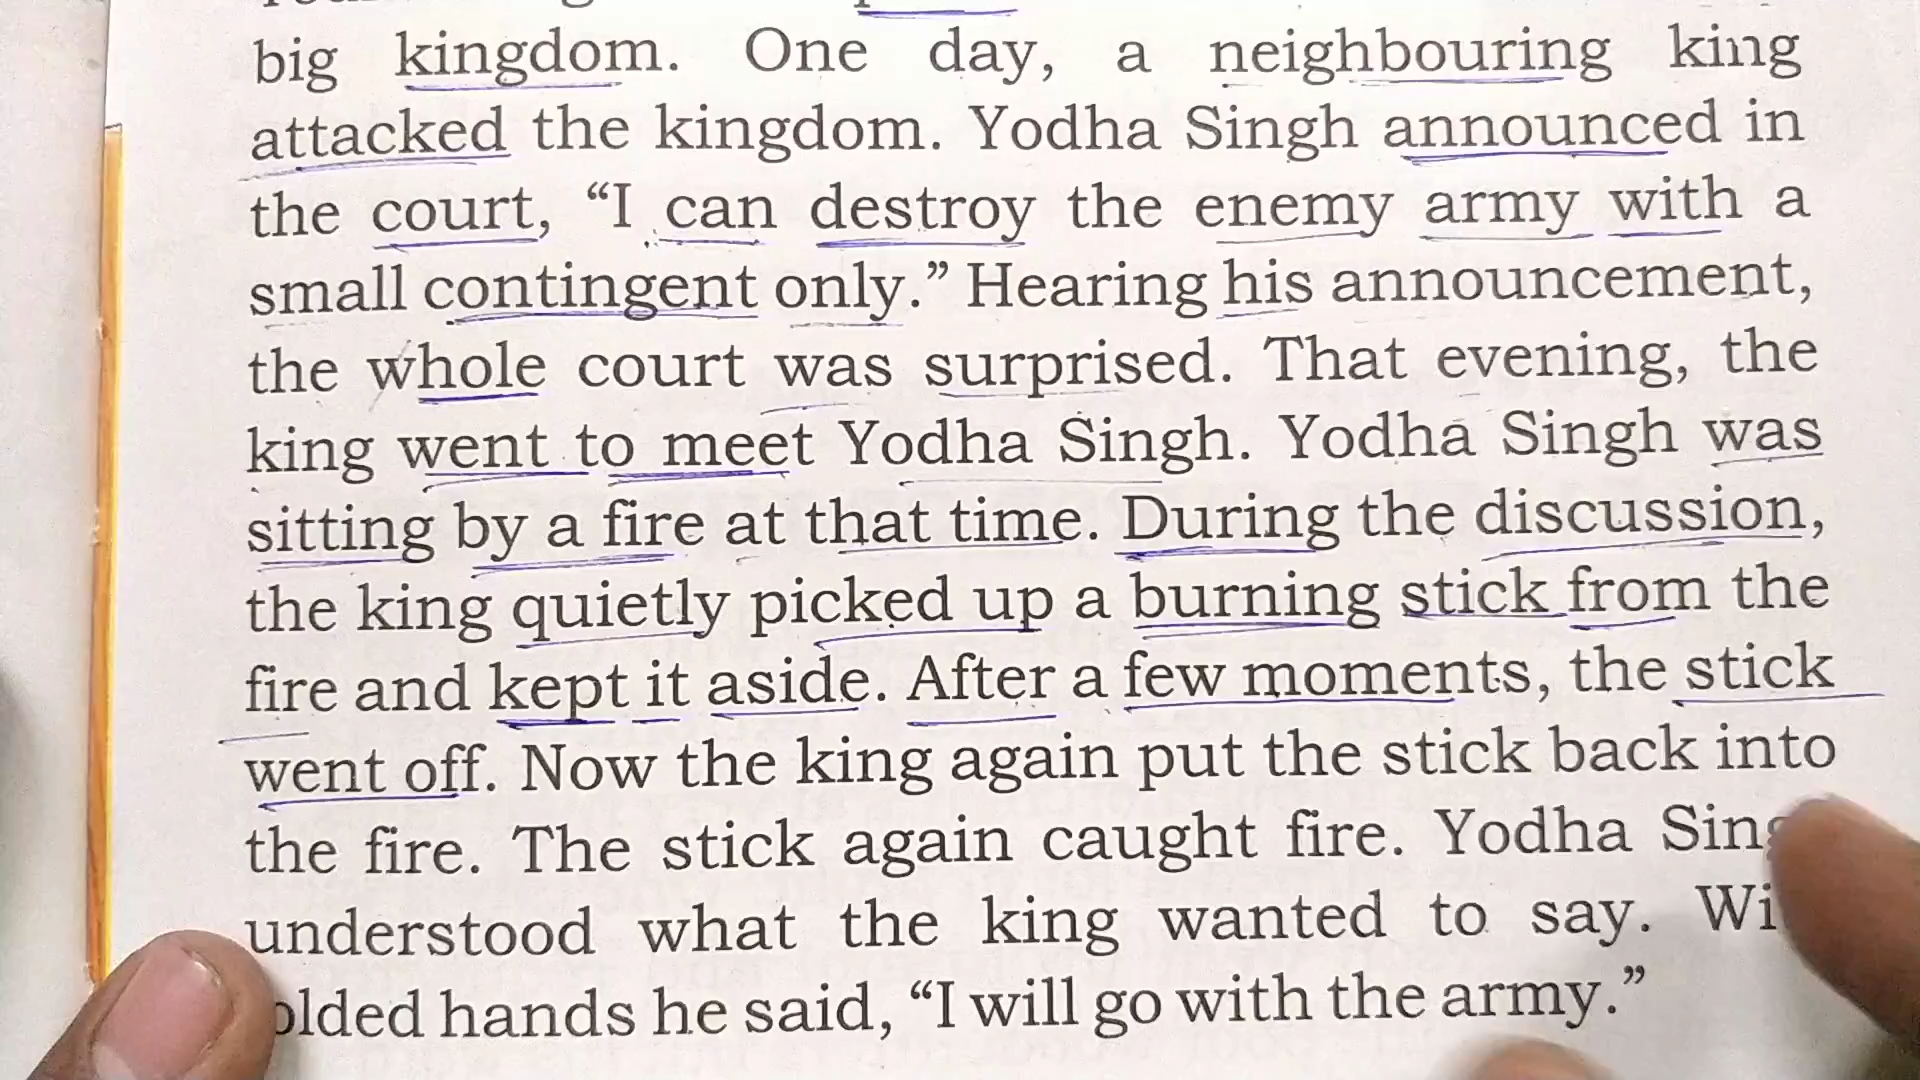 big kingdom. One day, a neighbouring king
attacked the kingdom. Yodha Singh announced in
the court, “I can destroy the enemy army with a
small contingent only.” Hearing his announcement,
the whole court was surprised. That evening, the
king went to meet Yodha Singh. Yodha Singh was
sitting by a fire at that time. During the discussion,
the king quietly picked up a burning stick from the
fire and kept it aside. After a few moments, the stick
went off. Now the king again put the stick back into
the fire. The stick again caught fire. Yodha
understood what the king wanted to say.
hands he said, “I will go with the army.”